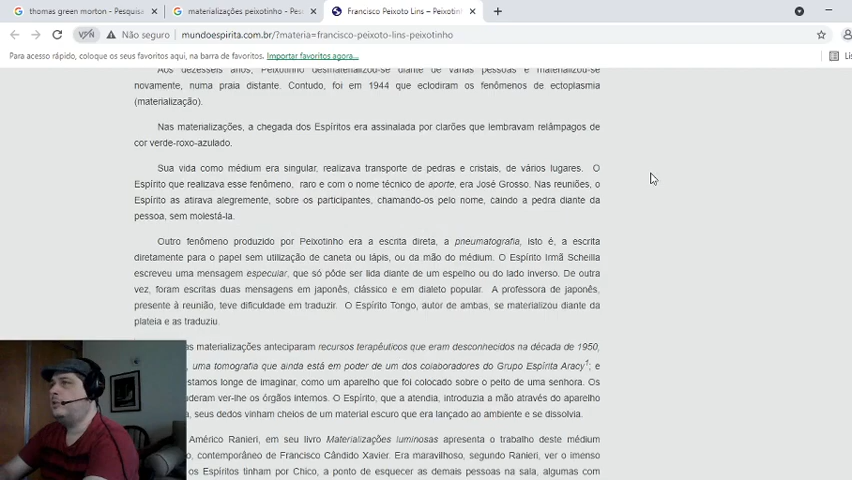 thomas green morton - Pesquisa
materializações peixotinho - Pesc
Francisco Peixoto Lins – Peixotin
VPN
Não seguro
mundoespirita.com.br/?materia=francisco-peixoto-lins-peixotinho
Para acesso rápido, coloque os seus favoritos aqui, na barra de favoritos. Importar favoritos agora...
Lis
Aos dezesseis anos, Peixotinho desmaterializou-se diante de várias pessoas e materializou-se
novamente, numa praia distante. Contudo, foi em 1944 que eclodiram os fenômenos de ectoplasmia
(materialização).
Nas materializações, a chegada dos Espíritos era assinalada por clarões que lembravam relâmpagos de
cor verde-roxo-azulado.
Sua vida como médium era singular, realizava transporte de pedras e cristais, de vários lugares. O
Espírito que realizava esse fenômeno, raro e com o nome técnico de aporte, era José Grosso. Nas reuniões, o
Espírito as atirava alegremente, sobre os participantes, chamando-os pelo nome, caindo a pedra diante da
pessoa, sem molestá-la.
Outro fenômeno produzido por Peixotinho era a escrita direta, a pneumatografia, isto é, a escrita
diretamente para o papel sem utilização de caneta ou lápis, ou da mão do médium. O Espírito Irmã Scheilla
escreveu uma mensagem especular, que só pôde ser lida diante de um espelho ou do lado inverso. De outra
vez, foram escritas duas mensagens em japonês, clássico e em dialeto popular. A professora de japonês,
presente à reunião, teve dificuldade em traduzir. O Espírito Tongo, autor de ambas, se materializou diante da
plateia e as traduziu.
as materializações anteciparam recursos terapêuticos que eram desconhecidos na década de 1950,
uma tomografia que ainda está em poder de um dos colaboradores do Grupo Espírita Aracy1; e
estamos longe de imaginar, como um aparelho que foi colocado sobre o peito de uma senhora. Os
uderam ver-lhe os órgãos internos. O Espírito, que a atendia, introduzia a mão através do aparelho
, seus dedos vinham cheios de um material escuro que era lançado ao ambiente e se dissolvia.
Américo Ranieri, em seu livro Materializações luminosas apresenta o trabalho deste médium
o, contemporâneo de Francisco Cândido Xavier. Era maravilhoso, segundo Ranieri, ver o imenso
os Espíritos tinham por Chico, a ponto de esquecer as demais pessoas na sala, algumas com